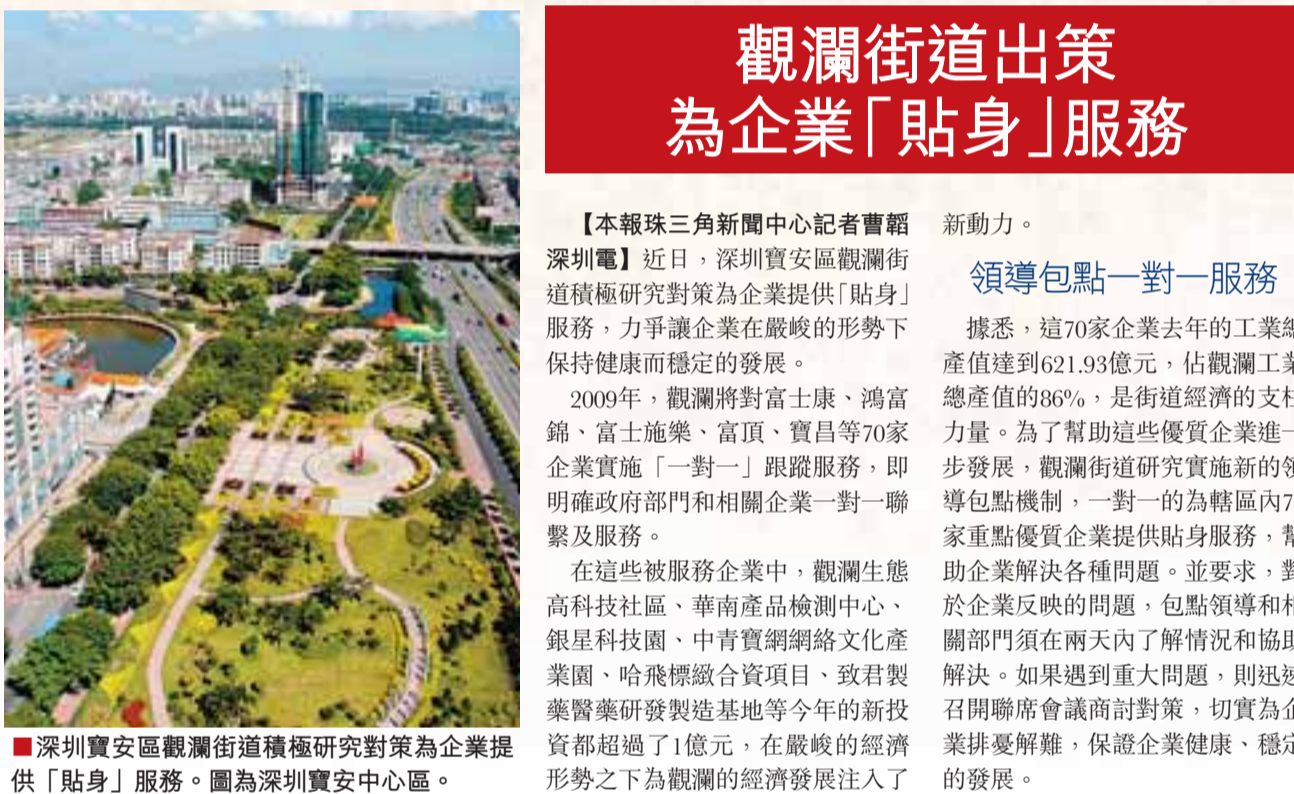 觀瀾街道出策
為企業「貼身」服務
【本報珠三角新聞中心記者曹韜
深圳電】近日,深圳寶安區觀瀾街
道積極研究對策為企業提供「貼身」
服務,力爭讓企業在嚴峻的形勢下
保持健康而穩定的發展。
2009年,觀瀾將對富士康、鴻富
錦、富士施樂、富頂、寶昌等70家
企業實施「一對一」跟蹤服務,即
明確政府部門和相關企業一對一聯
繫及服務。
在這些被服務企業中,觀瀾生態
高科技社區、華南產品檢測中心、
銀星科技園、中青寶網網絡文化產
業園、哈飛標緻合資項目、致君製
藥醫藥研發製造基地等今年的新投
資都超過了1億元,在嚴峻的經濟
形勢之下為觀瀾的經濟發展注入了
新動力。
領導包點一對一服務
據悉,這70家企業去年的工業總
產值達到621.93億元,佔觀瀾工業
總產值的86%,是街道經濟的支柱
力量。為了幫助這些優質企業進一
步發展,觀瀾街道研究實施新的領
導包點機制,一對一的為轄區內7
家重點優質企業提供貼身服務,幫
助企業解決各種問題。並要求,對
於企業反映的問題,包點領導和相
關部門須在兩天內了解情況和協助
解決。如果遇到重大問題,則迅速
召開聯席會議商討對策,切實為企
業排憂解難,保證企業健康、穩定
的發展。
■深圳寶安區觀瀾街道積極研究對策為企業提
供「貼身」服務。圖為深圳寶安中心區。